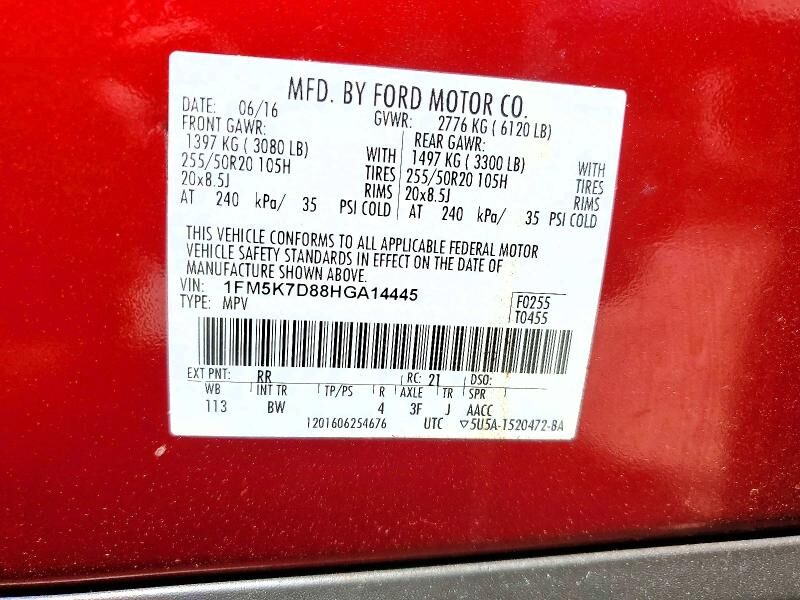 MFD. BY FORD MOTOR CO.
DATE: 06/16 GVWR: 2776 KG ( 6120 LB)
FRONT GAWR: REAR GAWR:
1397 KG ( 3080 LB) WITH 1497 KG ( 3300 LB) WITH
255/50R20 105H TIRES 255/50R20 105H TIRES
20x8.5J RIMS 20x8.5J RIMS
AT 240 kPa/ 35 PSI COLD AT 240 kPa/ 35 PSI COLD
THIS VEHICLE CONFORMS TO ALL APPLICABLE FEDERAL MOTOR
VEHICLE SAFETY STANDARDS IN EFFECT ON THE DATE OF
MANUFACTURE SHOWN ABOVE.
VIN: 1FM5K7D88HGA14445 F0255
TYPE: MPV T0455
EXT PNT: RR RC: 21 DSO:
WB INT TR TP/PS R AXLE TR SPR
113 BW 4 3F J AACC
1201606254676 UTC ▽5U5A-1520472-BA